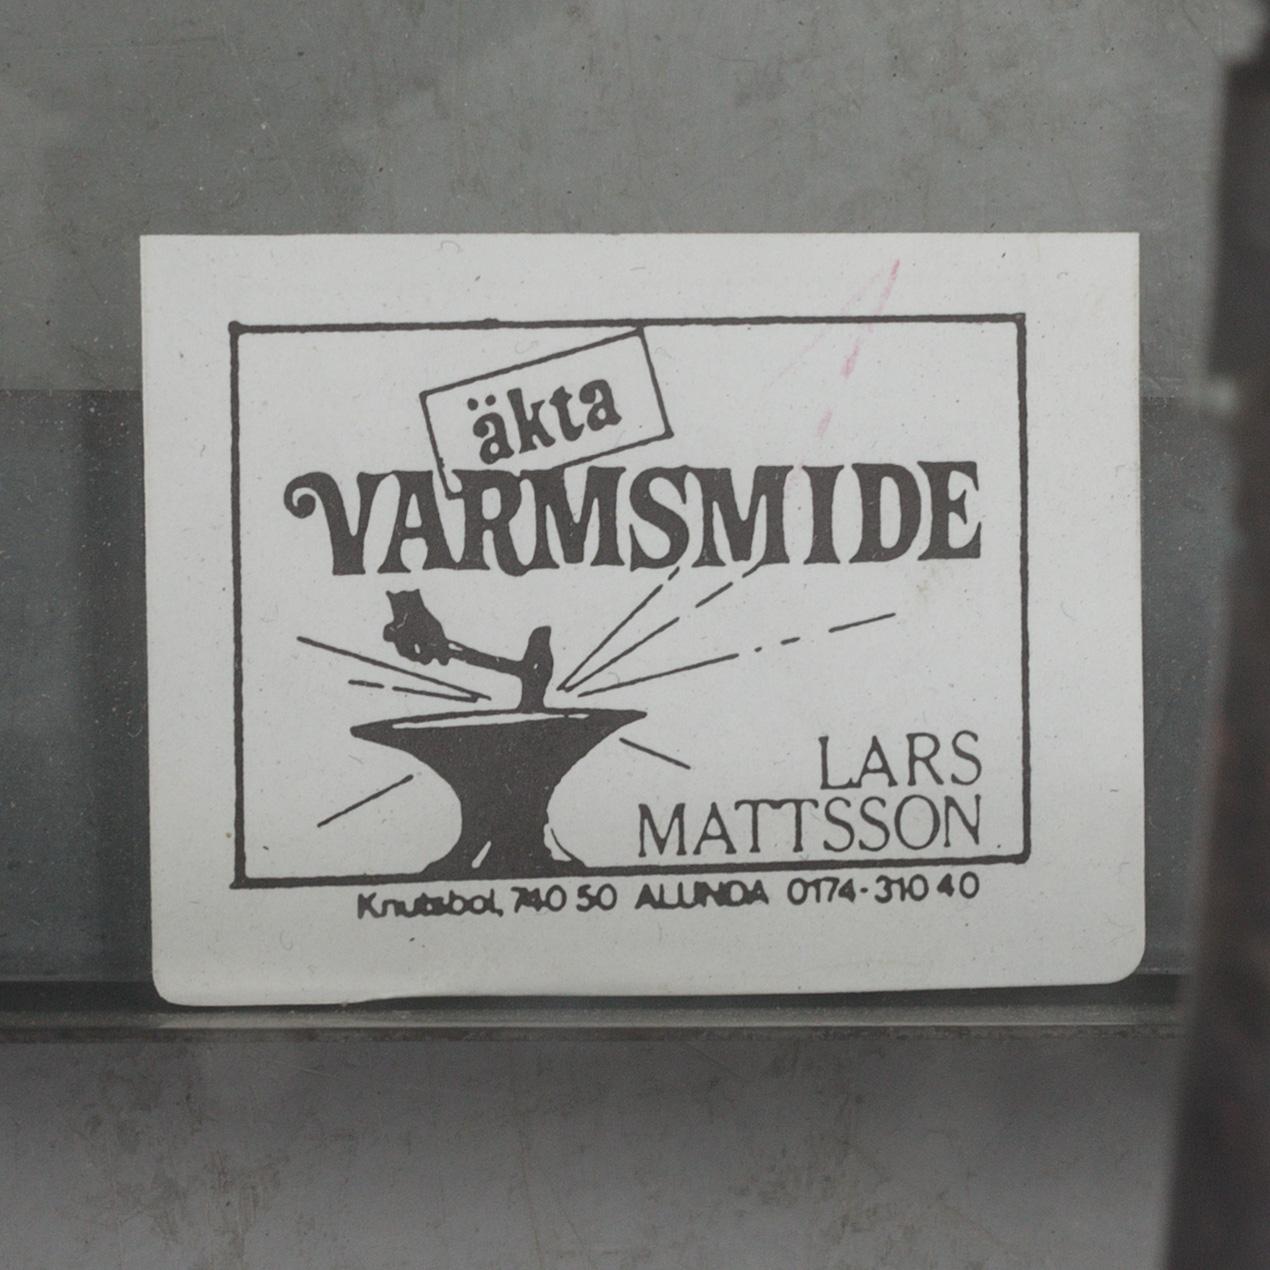 äkta
VARMSMIDE
LARS
MATTSSON
Knutsbol, 740 50 ALUNDA 0174-310 40